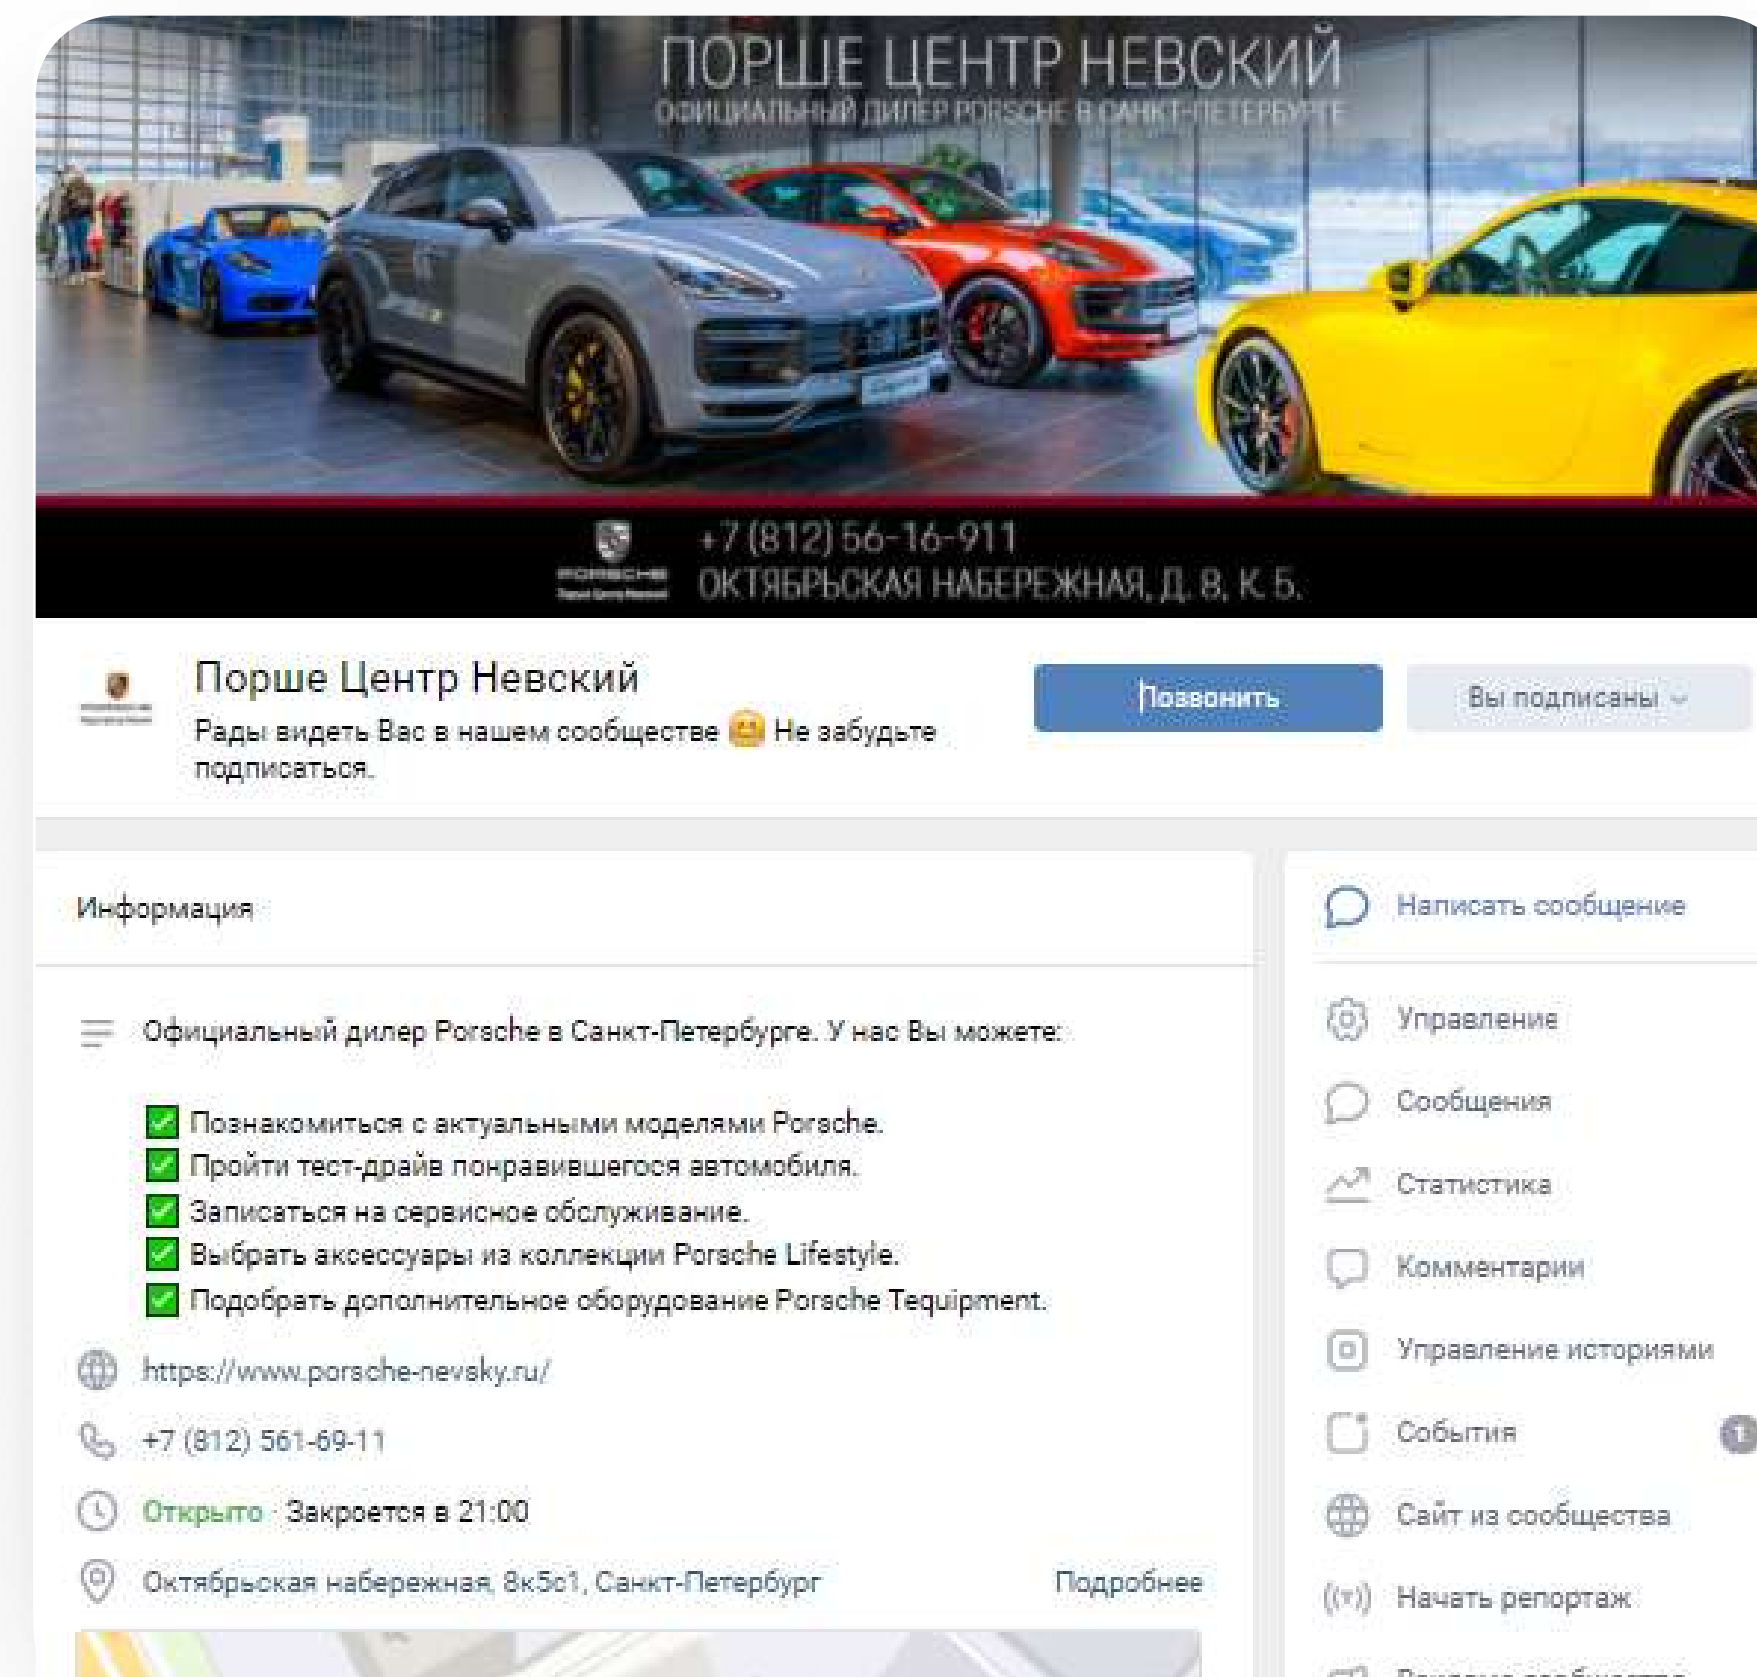 ПОРШЕ ЦЕНТР НЕВСКИЙ
ОФИЦИАЛЬНЫЙ ДИЛЕР PORSCHE В САНКТ-ПЕТЕРБУРГЕ
+7 (812) 56-16-911
PORSCHE
ОКТЯБРЬСКАЯ НАБЕРЕЖНАЯ, Д. 8, К. 5.
Порше Центр Невский
Рады видеть Вас в нашем сообществе 😊 Не забудьте
подписаться.
Позвонить
Вы подписаны
Информация
Официальный дилер Porsche в Санкт-Петербурге. У нас Вы можете:
✅ Познакомиться с актуальными моделями Porsche.
✅ Пройти тест-драйв понравившегося автомобиля.
✅ Записаться на сервисное обслуживание.
✅ Выбрать аксессуары из коллекции Porsche Lifestyle.
✅ Подобрать дополнительное оборудование Porsche Tequipment.
https://www.porsche-nevsky.ru/
+7 (812) 561-69-11
Открыто · Закроется в 21:00
Октябрьская набережная, 8к5с1, Санкт-Петербург
Подробнее
Написать сообщение
Управление
Сообщения
Статистика
Комментарии
Управление историями
События 1
Сайт из сообщества
Начать репортаж